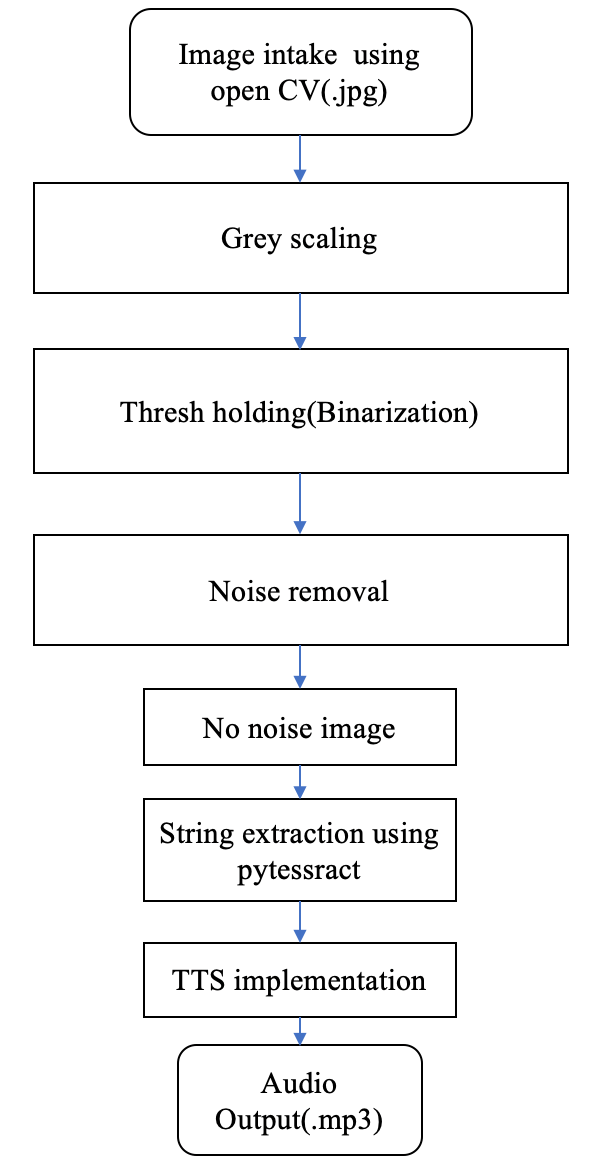 Image intake  using
open CV(.jpg)
Grey scaling
Thresh holding(Binarization)
Noise removal
No noise image
String extraction using
pytessract
TTS implementation
Audio
Output(.mp3)